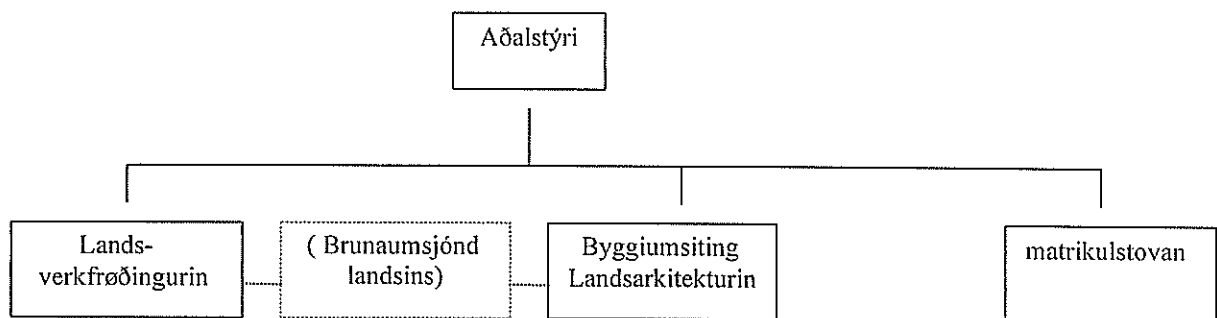 Aðalstýri
Lands-
verkfrøðingurin
( Brunaumsjónd
landsins)
Byggiumsiting
Landsarkitekturin
matrikulstovan